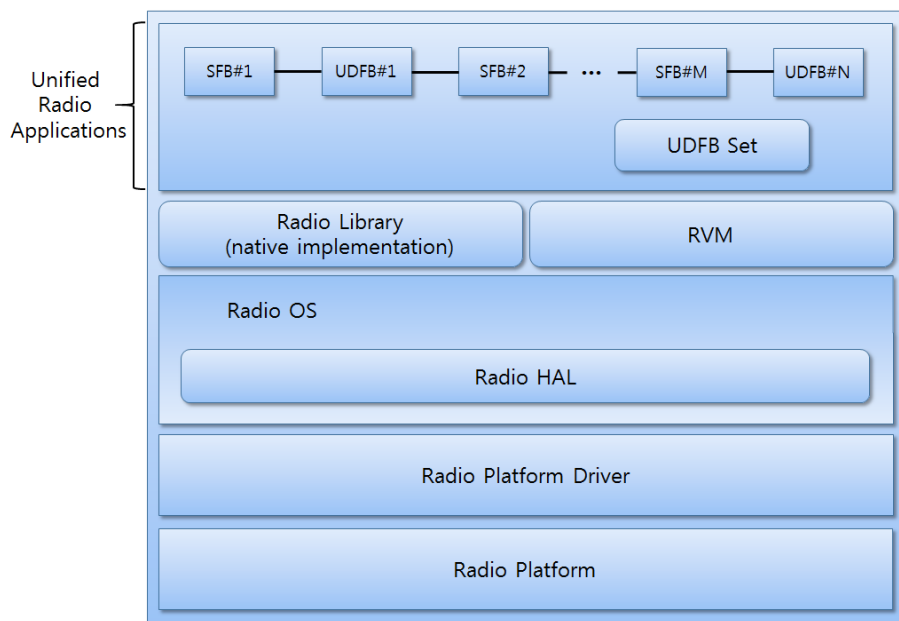 Unified
Radio
Applications
SFB#1
UDFB#1
SFB#2
...
SFB#M
UDFB#N
UDFB Set
Radio Library
(native implementation)
RVM
Radio OS
Radio HAL
Radio Platform Driver
Radio Platform